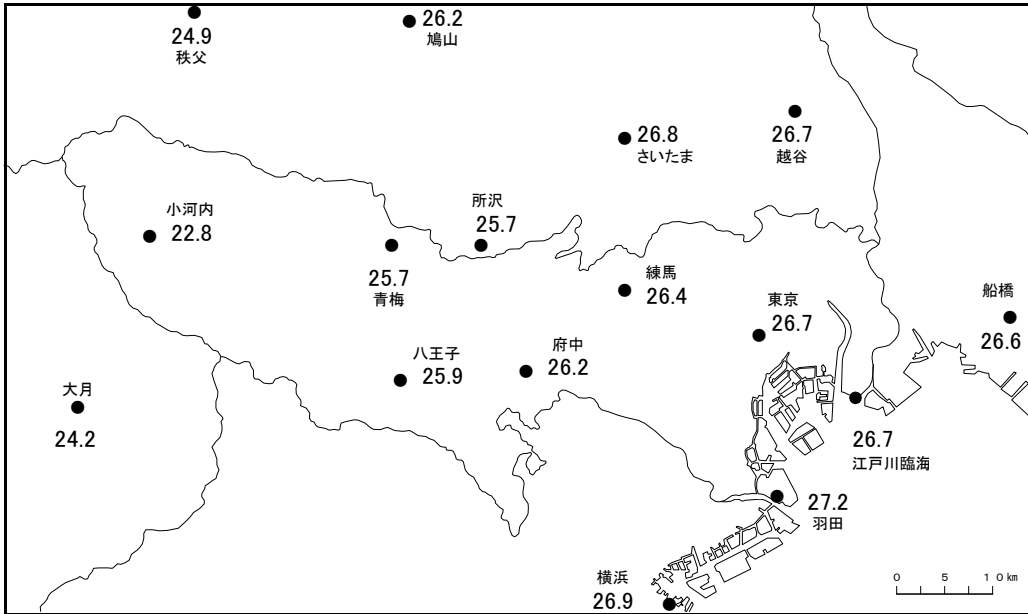 24.9
秩父
26.2
鳩山
26.8
さいたま
26.7
越谷
小河内
22.8
所沢
25.7
25.7
青梅
練馬
26.4
東京
26.7
船橋
26.6
八王子
25.9
府中
26.2
大月
24.2
26.7
江戸川臨海
27.2
羽田
横浜
26.9
0 5 10km